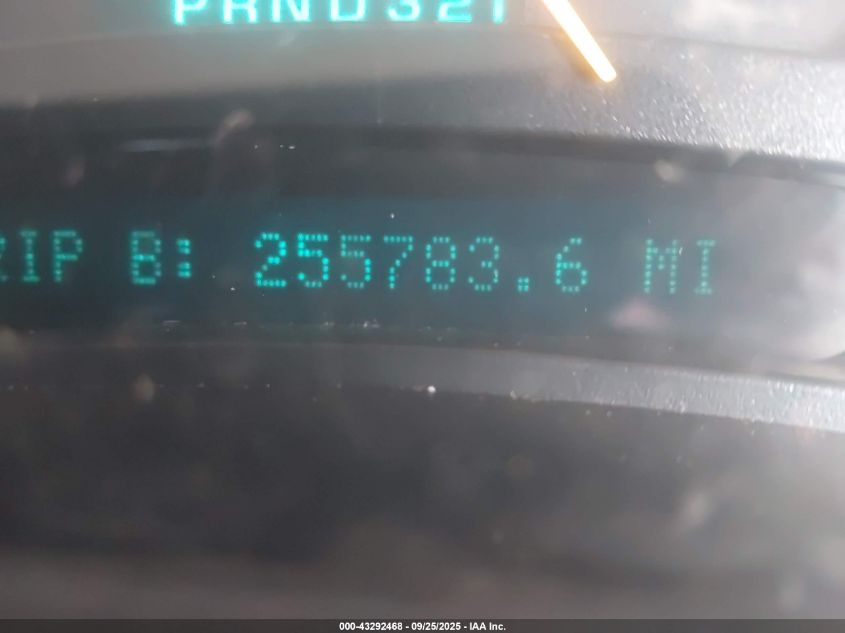 PRND321
RIP B: 255783.6 MI
000-43292468 - 09/25/2025 - IAA Inc.